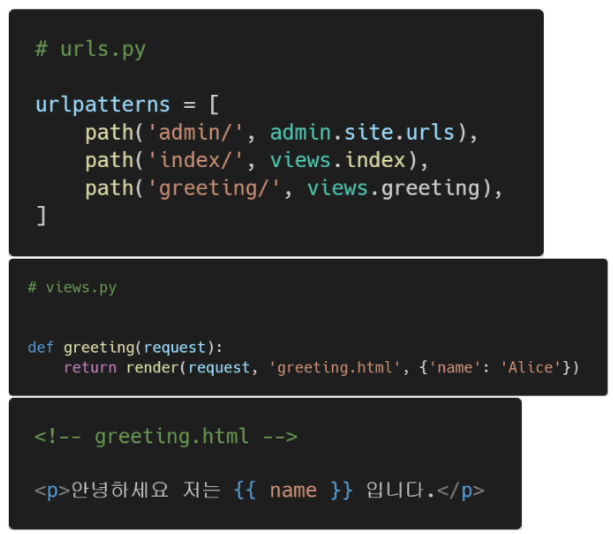 # urls.py
urlpatterns = [
    path('admin/', admin.site.urls),
    path('index/', views.index),
    path('greeting/', views.greeting),
]
# views.py
def greeting(request):
    return render(request, 'greeting.html', {'name': 'Alice'})
<!-- greeting.html -->
<p>안녕하세요 저는 {{ name }} 입니다.</p>